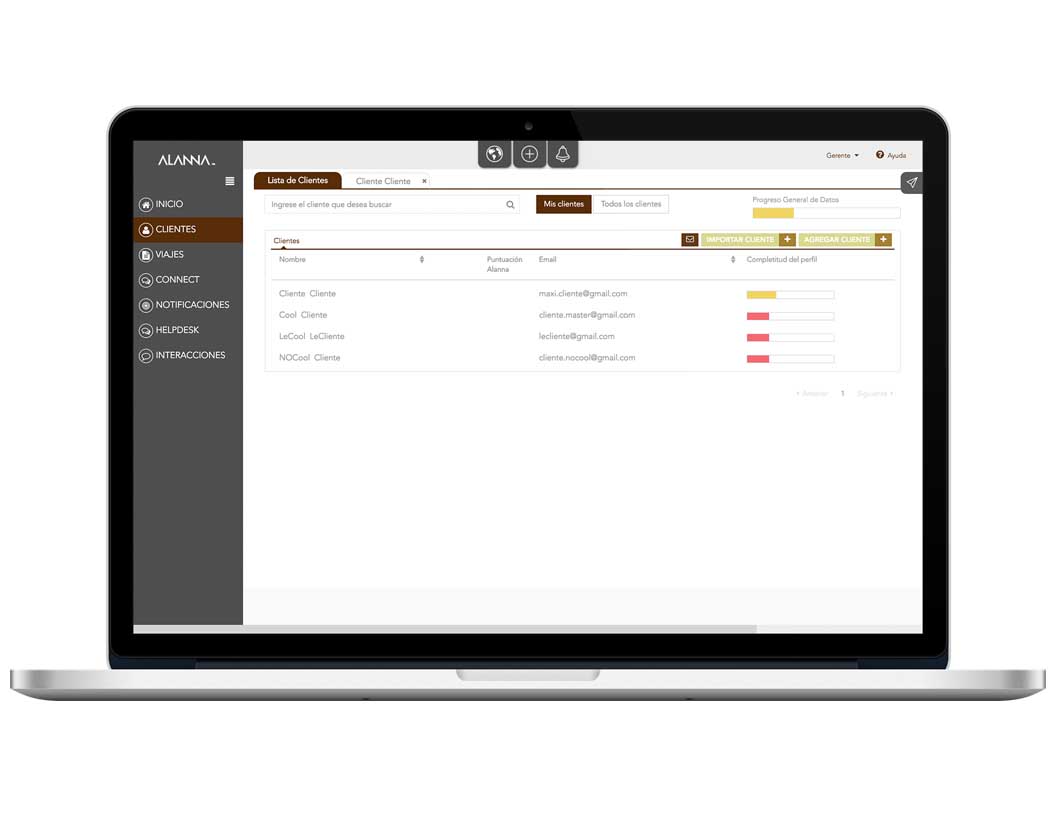 ALANNA
Gerente
Ayuda
Lista de Clientes
Cliente Cliente
INICIO
CLIENTES
VIAJES
CONNECT
NOTIFICACIONES
HELPDESK
INTERACCIONES
Ingrese el cliente que desea buscar
Mis clientes
Todos los clientes
Progreso General de Datos
Clientes
IMPORTAR CLIENTE
AGREGAR CLIENTE
Nombre
Puntuación
Alanna
Email
Completitud del perfil
Cliente Cliente maxi.cliente@gmail.com
Cool Cliente cliente.master@gmail.com
LeCool LeCliente lecliente@gmail.com
NOCool Cliente cliente.nocool@gmail.com
Anterior 1 Siguiente